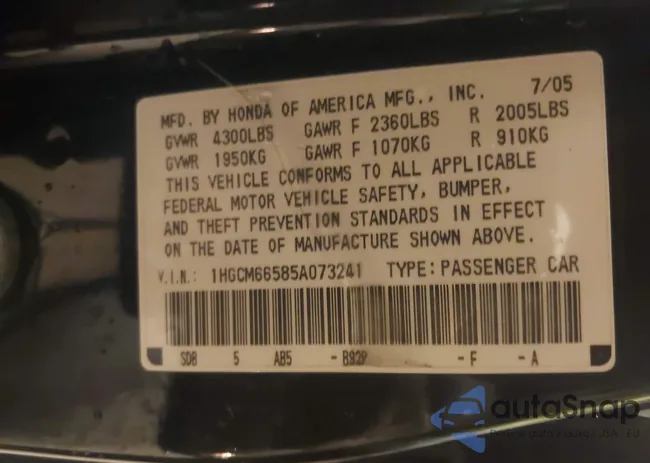 MFD. BY HONDA OF AMERICA MFG., INC. 7/05
GVWR 4300LBS GAWR F 2360LBS R 2005LBS
GVWR 1950KG GAWR F 1070KG R 910KG
THIS VEHICLE CONFORMS TO ALL APPLICABLE
FEDERAL MOTOR VEHICLE SAFETY, BUMPER,
AND THEFT PREVENTION STANDARDS IN EFFECT
ON THE DATE OF MANUFACTURE SHOWN ABOVE.
V.I.N.: 1HGCM66585A073241 TYPE: PASSENGER CAR
SDB 5 AB5 -B92P -F -A
autoSnap